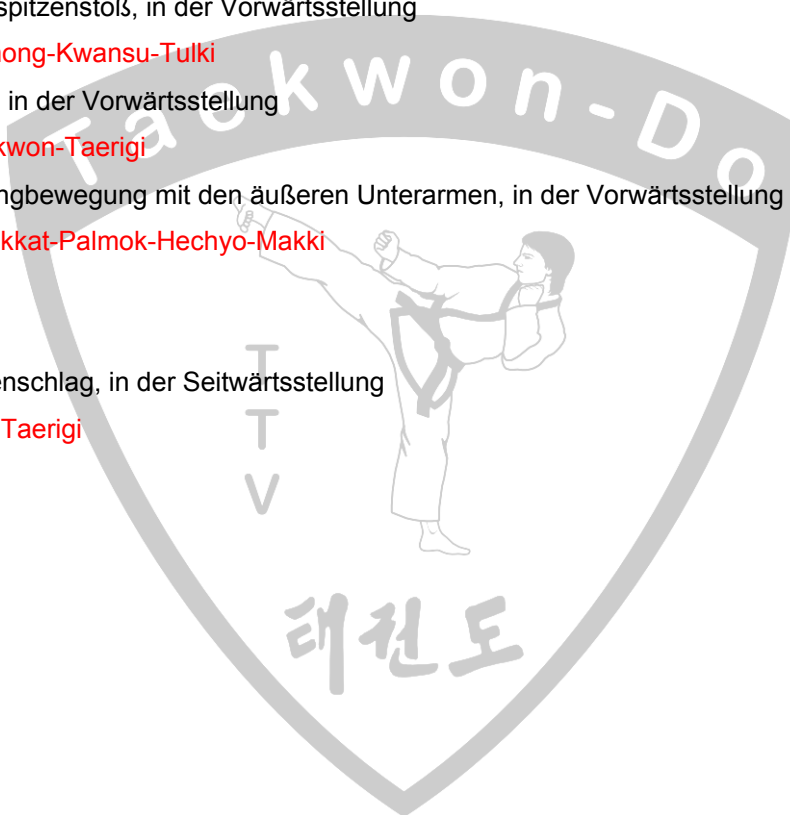 spitzenstoß, in der Vorwärtsstellung
ong-Kwansu-Tulki
in der Vorwärtsstellung
kwon-Taerigi
ngbewegung mit den äußeren Unterarmen, in der Vorwärtsstellung
kkat-Palmok-Hechyo-Makki
enschlag, in der Seitwärtsstellung
Taerigi
Taekwon-Do
T
T
V
태권도